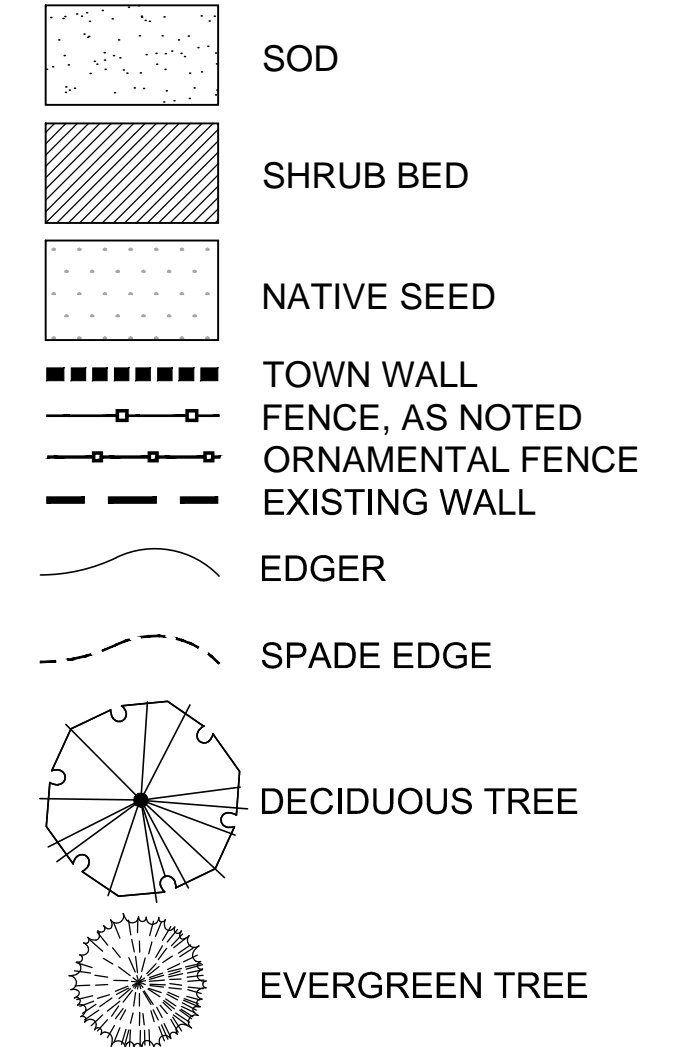 SOD
SHRUB BED
NATIVE SEED
TOWN WALL
FENCE, AS NOTED
ORNAMENTAL FENCE
EXISTING WALL
EDGER
SPADE EDGE
DECIDUOUS TREE
EVERGREEN TREE